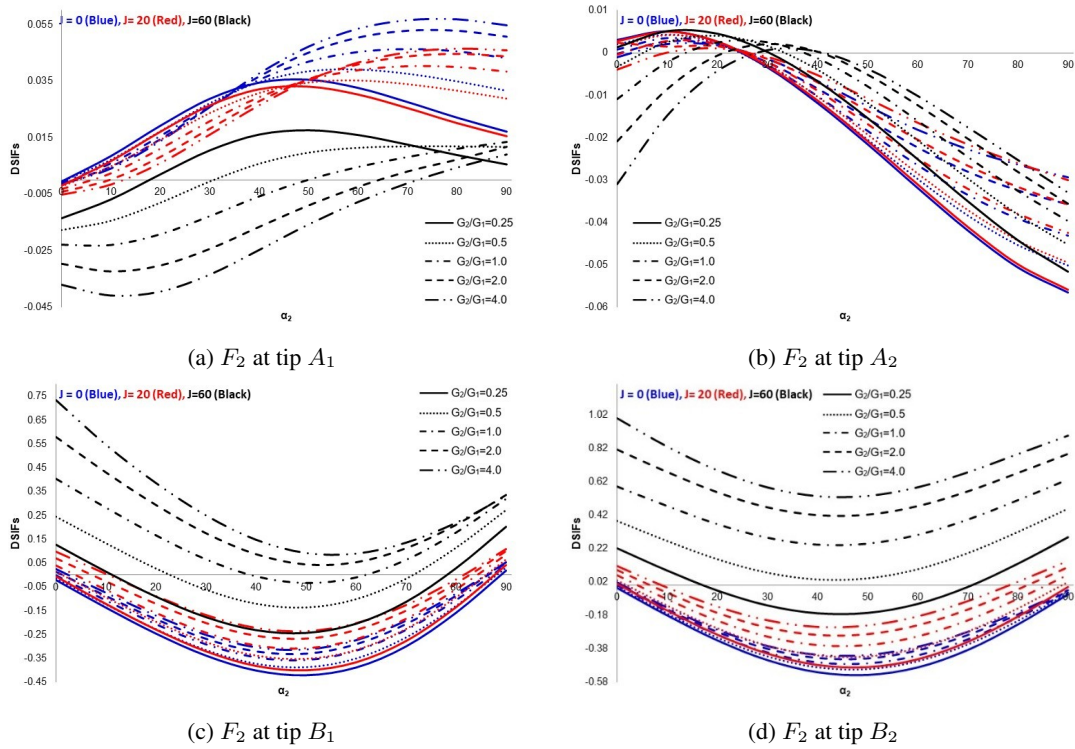 J = 0 (Blue), J= 20 (Red), J=60 (Black)
0.055
0.035
0.015
-0.005
-0.025
-0.045
DSIFs
0 10 20 30 40 50 60 70 80 90
G₂/G₁=0.25
G₂/G₁=0.5
G₂/G₁=1.0
G₂/G₁=2.0
G₂/G₁=4.0
α₂
(a) F₂ at tip A₁
J = 0 (Blue), J= 20 (Red), J=60 (Black)
0.01
0
-0.01
-0.02
-0.03
-0.04
-0.05
-0.06
DSIFs
0 10 20 30 40 50 60 70 80 90
G₂/G₁=0.25
G₂/G₁=0.5
G₂/G₁=1.0
G₂/G₁=2.0
G₂/G₁=4.0
α₂
(b) F₂ at tip A₂
J = 0 (Blue), J= 20 (Red), J=60 (Black)
0.75
0.65
0.55
0.45
0.35
0.25
0.15
0.05
-0.05
-0.15
-0.25
-0.35
-0.45
DSIFs
0 10 20 30 40 50 60 70 80 90
G₂/G₁=0.25
G₂/G₁=0.5
G₂/G₁=1.0
G₂/G₁=2.0
G₂/G₁=4.0
α₂
(c) F₂ at tip B₁
J = 0 (Blue), J= 20 (Red), J=60 (Black)
1.02
0.82
0.62
0.42
0.22
0.02
-0.18
-0.38
-0.58
DSIFs
0 10 20 30 40 50 60 70 80 90
G₂/G₁=0.25
G₂/G₁=0.5
G₂/G₁=1.0
G₂/G₁=2.0
G₂/G₁=4.0
α₂
(d) F₂ at tip B₂